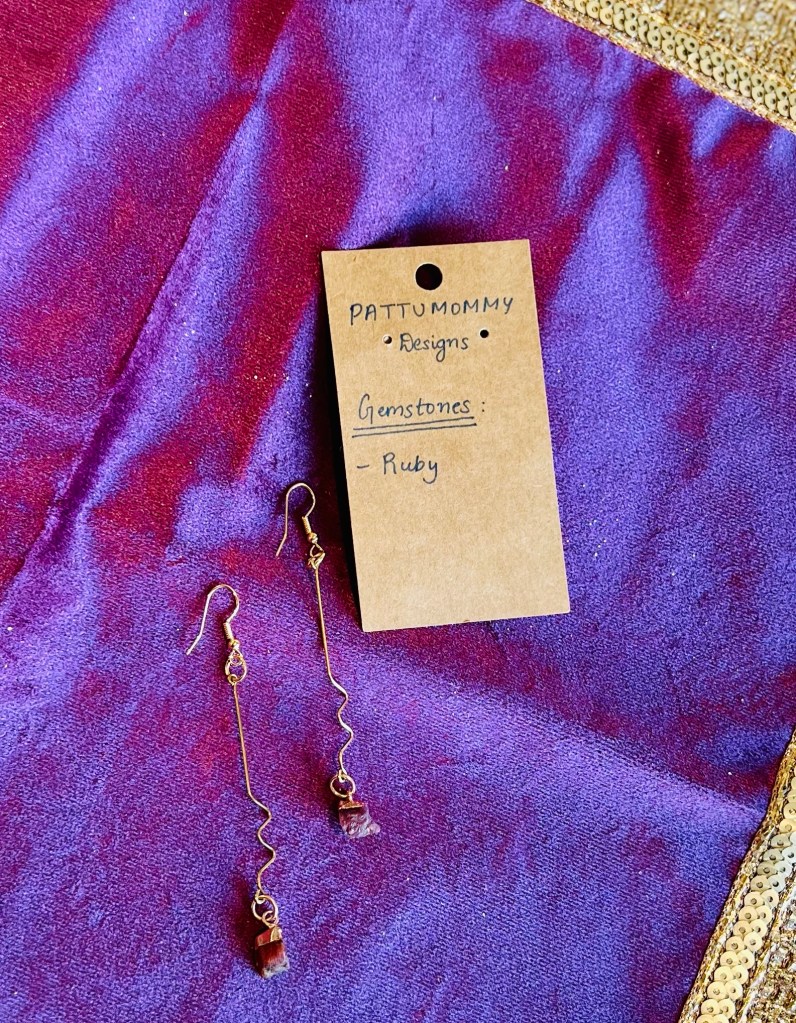 PATTUMOMMY
Designs
Gemstones :
- Ruby